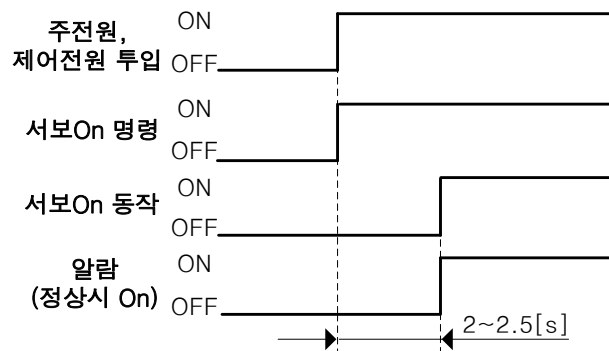 주전원,
제어전원 투입
ON
OFF
서보On 명령
ON
OFF
서보On 동작
ON
OFF
알람
(정상시 On)
ON
OFF
2~2.5[s]